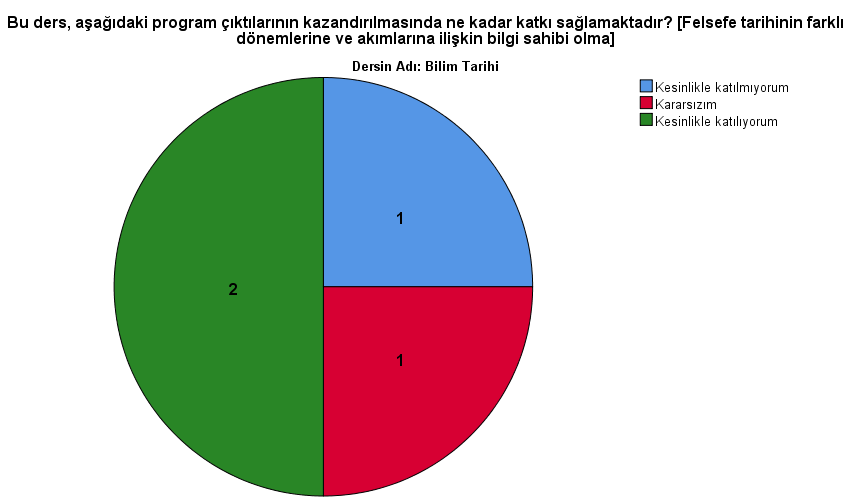 Bu ders, aşağıdaki program çıktılarının kazandırılmasında ne kadar katkı sağlamaktadır? [Felsefe tarihinin farklı
dönemlerine ve akımlarına ilişkin bilgi sahibi olma]
Dersin Adı: Bilim Tarihi
Kesinlikle katılmıyorum
Kararsızım
Kesinlikle katılıyorum
1
2
1